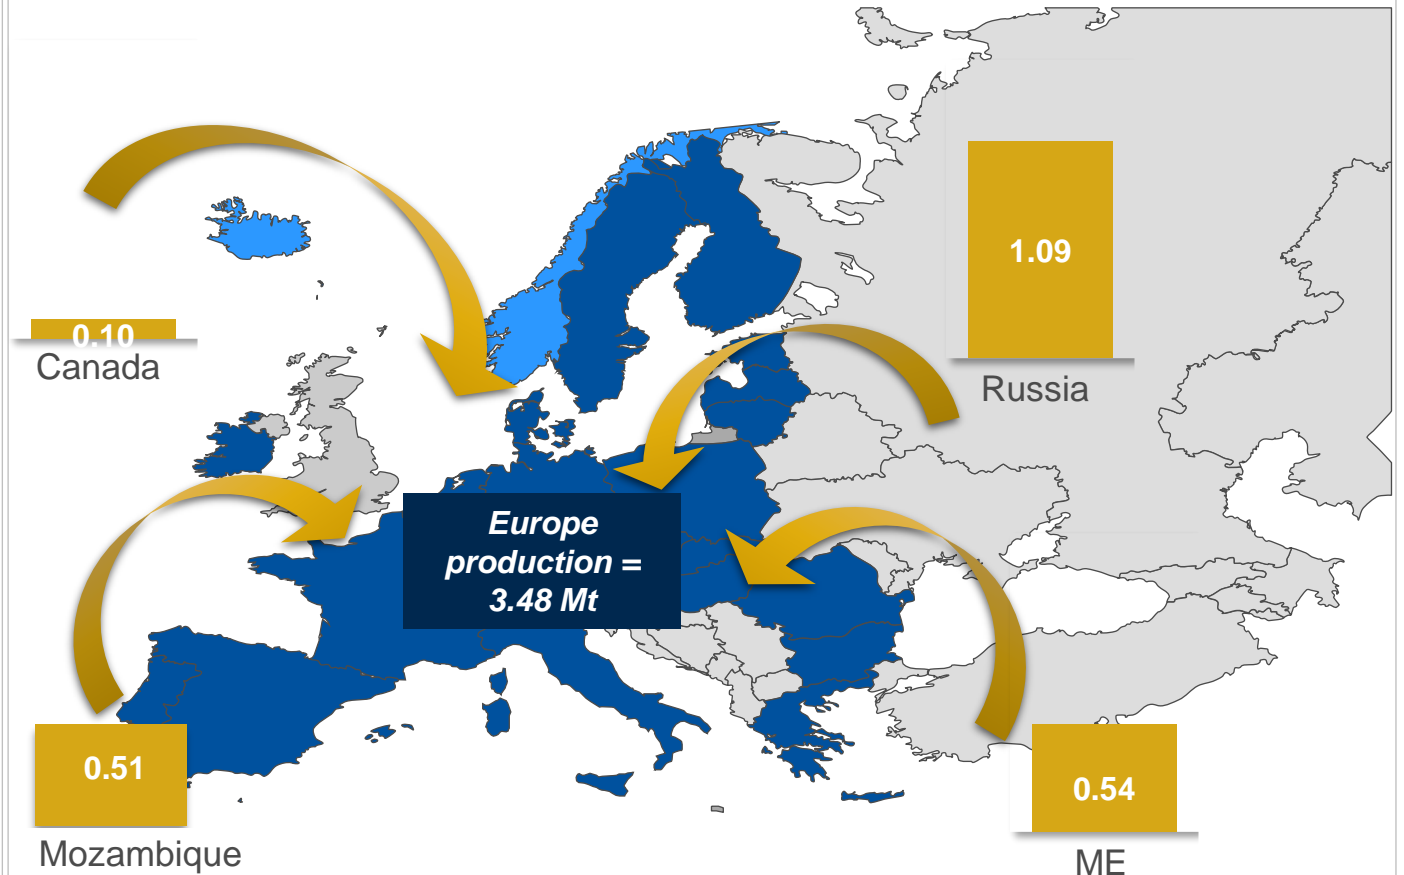 1.09
0.10
Canada
Russia
Europe
production =
3.48 Mt
0.51
0.54
Mozambique
ME